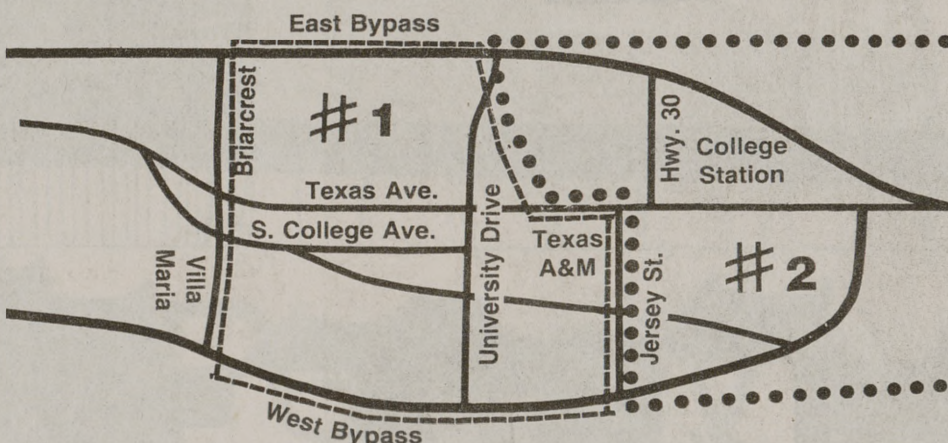 East Bypass
Briarcrest
#1
Hwy. 30
College
Station
Texas Ave.
S. College Ave.
University Drive
Texas
A&M
Villa
Maria
Jersey St.
#2
West Bypass